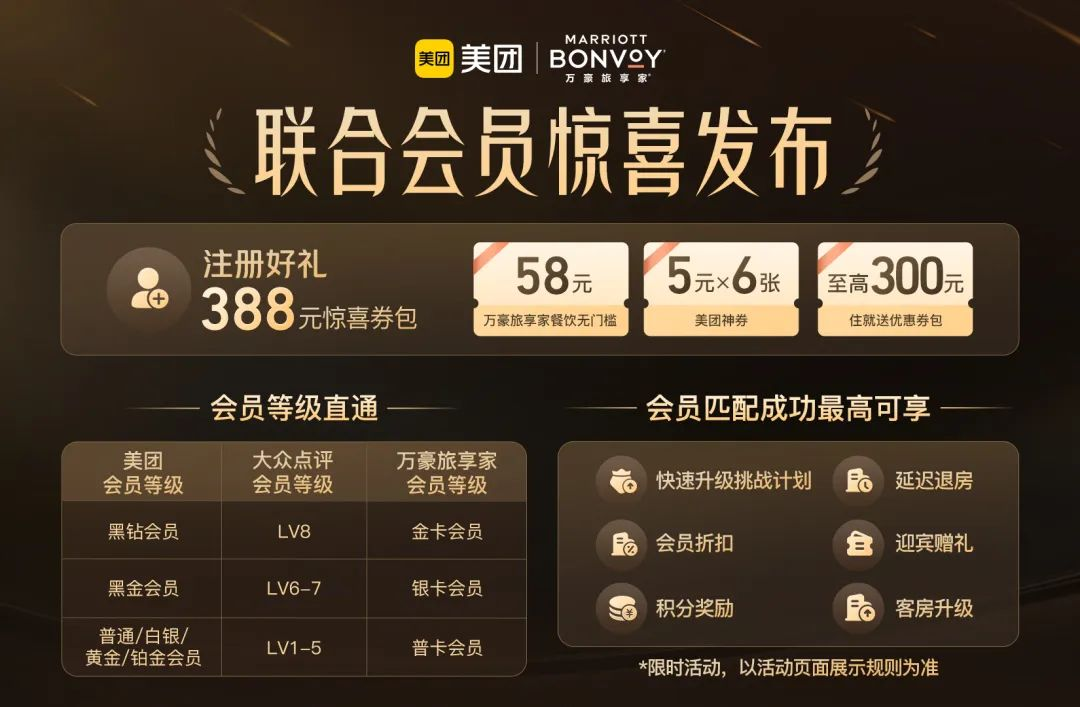 美团 美团
MARRIOTT
BONVOY
万豪旅享家
联合会员惊喜发布
注册好礼
388元惊喜券包
58元
万豪旅享家餐饮无门槛
5元×6张
美团神券
至高300元
住就送优惠券包
会员等级直通
美团
会员等级
大众点评
会员等级
万豪旅享家
会员等级
黑钻会员
LV8
金卡会员
黑金会员
LV6-7
银卡会员
普通/白银/
黄金/铂金会员
LV1-5
普卡会员
会员匹配成功最高可享
快速升级挑战计划
延迟退房
会员折扣
迎宾赠礼
积分奖励
客房升级
*限时活动，以活动页面展示规则为准